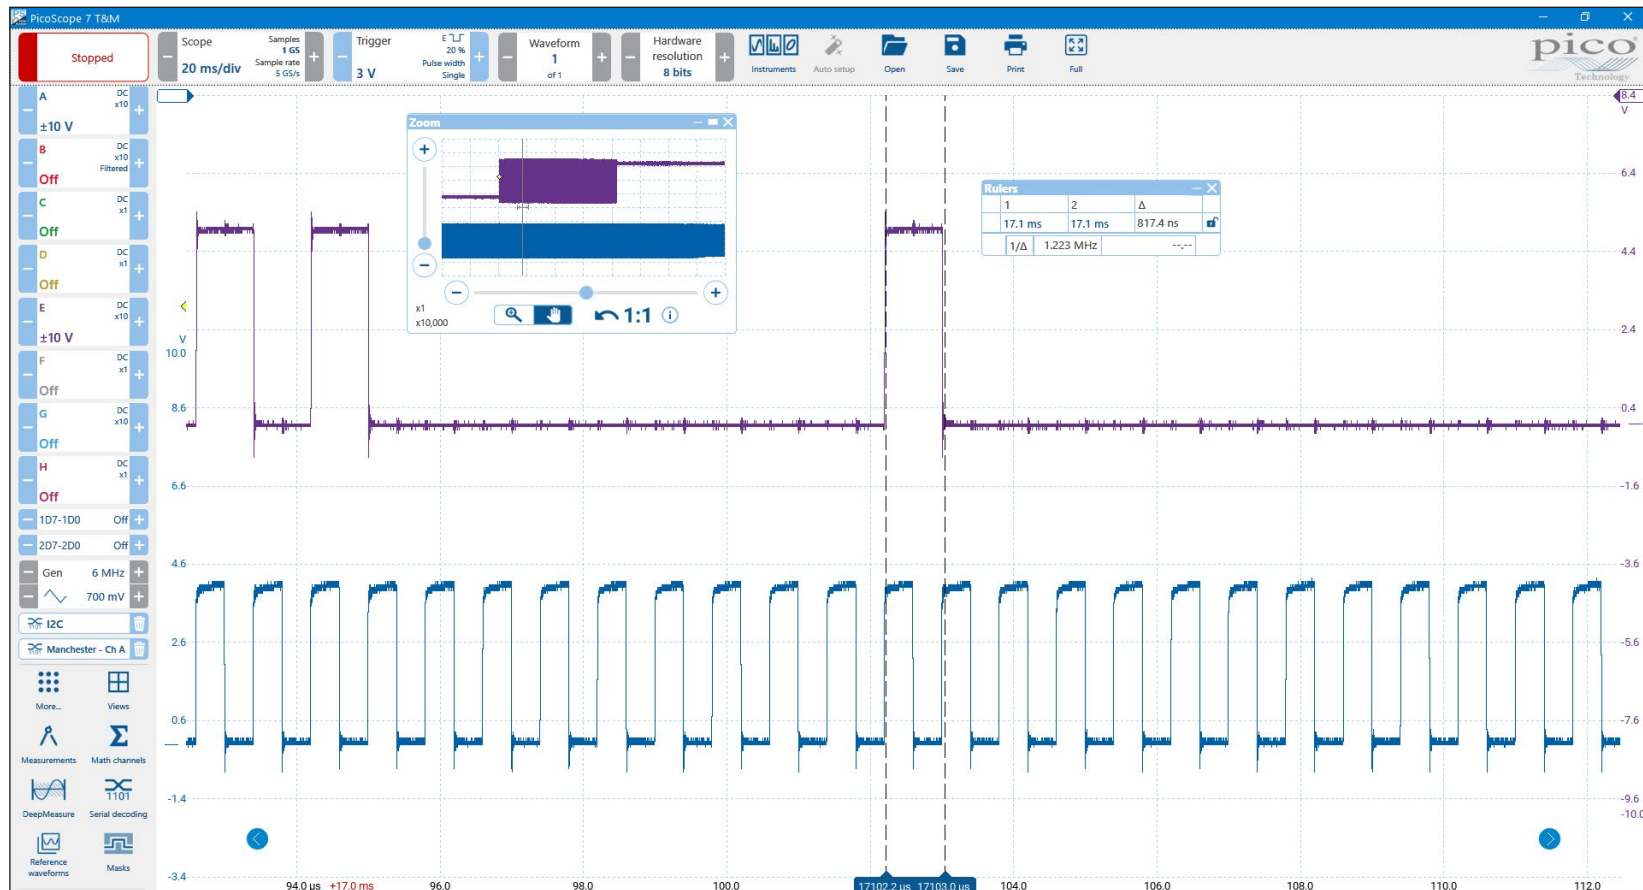 PicoScope 7 T&M
Stopped
Scope
20 ms/div
Samples
1 GS
Sample rate
5 GS/s
Trigger
3 V
E
20 %
Pulse width
Single
Waveform
1
of 1
Hardware
resolution
8 bits
Instruments
Auto setup
Open
Save
Print
Full
pico
Technology
A
DC
x10
±10 V
B
DC
x10
Filtered
Off
C
DC
x1
Off
D
DC
x1
Off
E
DC
x10
±10 V
F
DC
x1
Off
G
DC
x10
Off
H
DC
x1
Off
1D7-1D0 Off
2D7-2D0 Off
Gen 6 MHz
700 mV
1101 I2C
1101 Manchester - Ch A
More...
Views
Measurements
Math channels
DeepMeasure
1101
Serial decoding
Reference
waveforms
Masks
Zoom
x1
x10,000
1:1
Rulers
1 2 Δ
17.1 ms 17.1 ms 817.4 ns
1/Δ 1.223 MHz --.--
V
10.0
8.6
6.6
4.6
2.6
0.6
-1.4
-3.4
8.4
V
6.4
4.4
2.4
0.4
-1.6
-3.6
-5.6
-7.6
-9.6
-10.0
94.0 us +17.0 ms 96.0 98.0 100.0 17102.2 us 17103.0 us 104.0 106.0 108.0 110.0 112.0